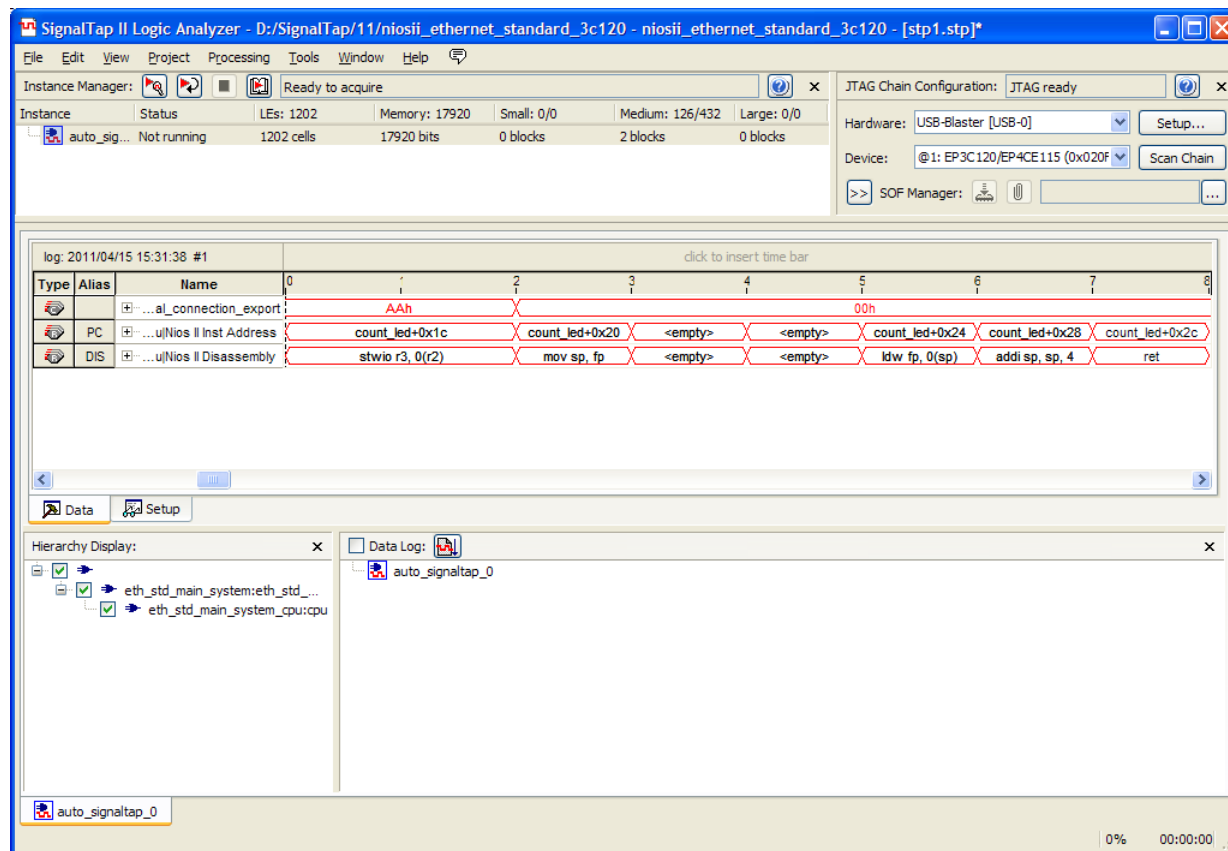 SignalTap II Logic Analyzer - D:/SignalTap/11/niosii_ethernet_standard_3c120 - niosii_ethernet_standard_3c120 - [stp1.stp]*
File Edit View Project Processing Tools Window Help
Instance Manager: Ready to acquire
JTAG Chain Configuration: JTAG ready
Instance Status LEs: 1202 Memory: 17920 Small: 0/0 Medium: 126/432 Large: 0/0
auto_sig... Not running 1202 cells 17920 bits 0 blocks 2 blocks 0 blocks
Hardware: USB-Blaster [USB-0] Setup...
Device: @1: EP3C120/EP4CE115 (0x020F Scan Chain
>> SOF Manager: ...
log: 2011/04/15 15:31:38 #1 click to insert time bar
Type Alias Name 0 1 2 3 4 5 6 7 8
...al_connection_export AAh 00h
PC ...u|Nios II Inst Address count_led+0x1c count_led+0x20 <empty> <empty> count_led+0x24 count_led+0x28 count_led+0x2c
DIS ...u|Nios II Disassembly stwio r3, 0(r2) mov sp, fp <empty> <empty> ldw fp, 0(sp) addi sp, sp, 4 ret
Data Setup
Hierarchy Display:
eth_std_main_system:eth_std_...
eth_std_main_system_cpu:cpu
Data Log:
auto_signaltap_0
auto_signaltap_0
0% 00:00:00